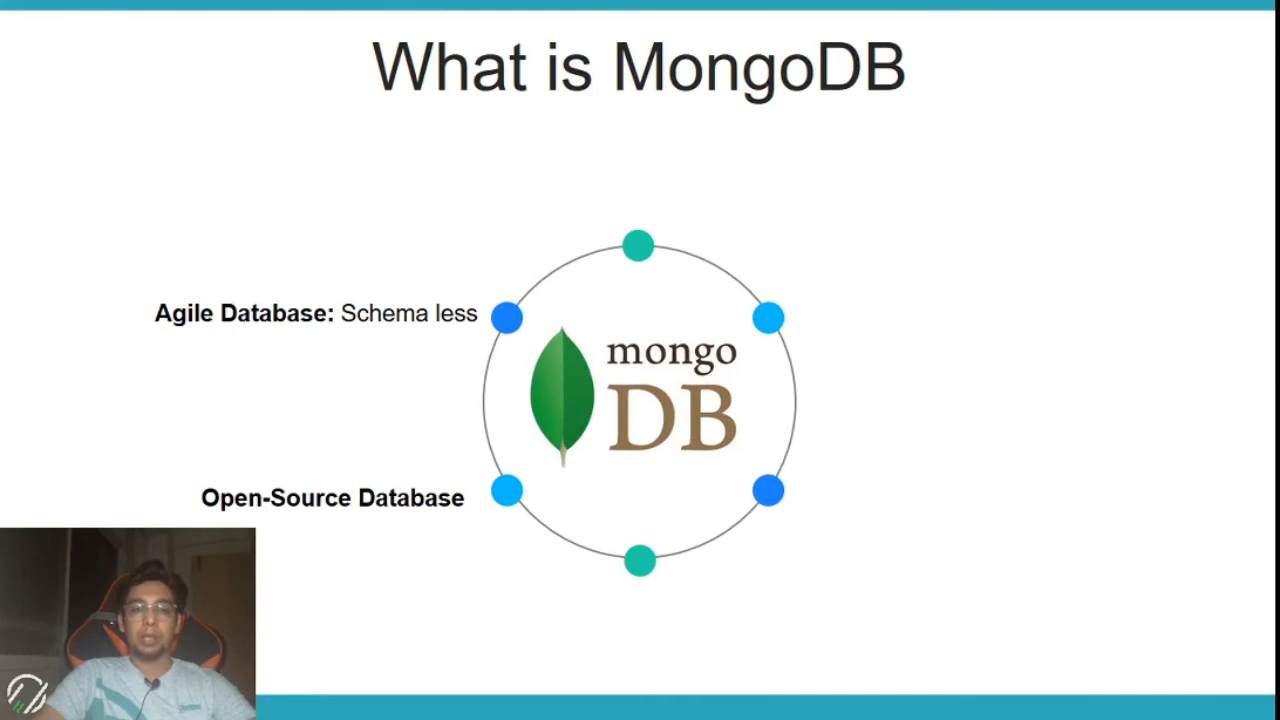 What is MongoDB
Agile Database: Schema less
mongo
DB
Open-Source Database